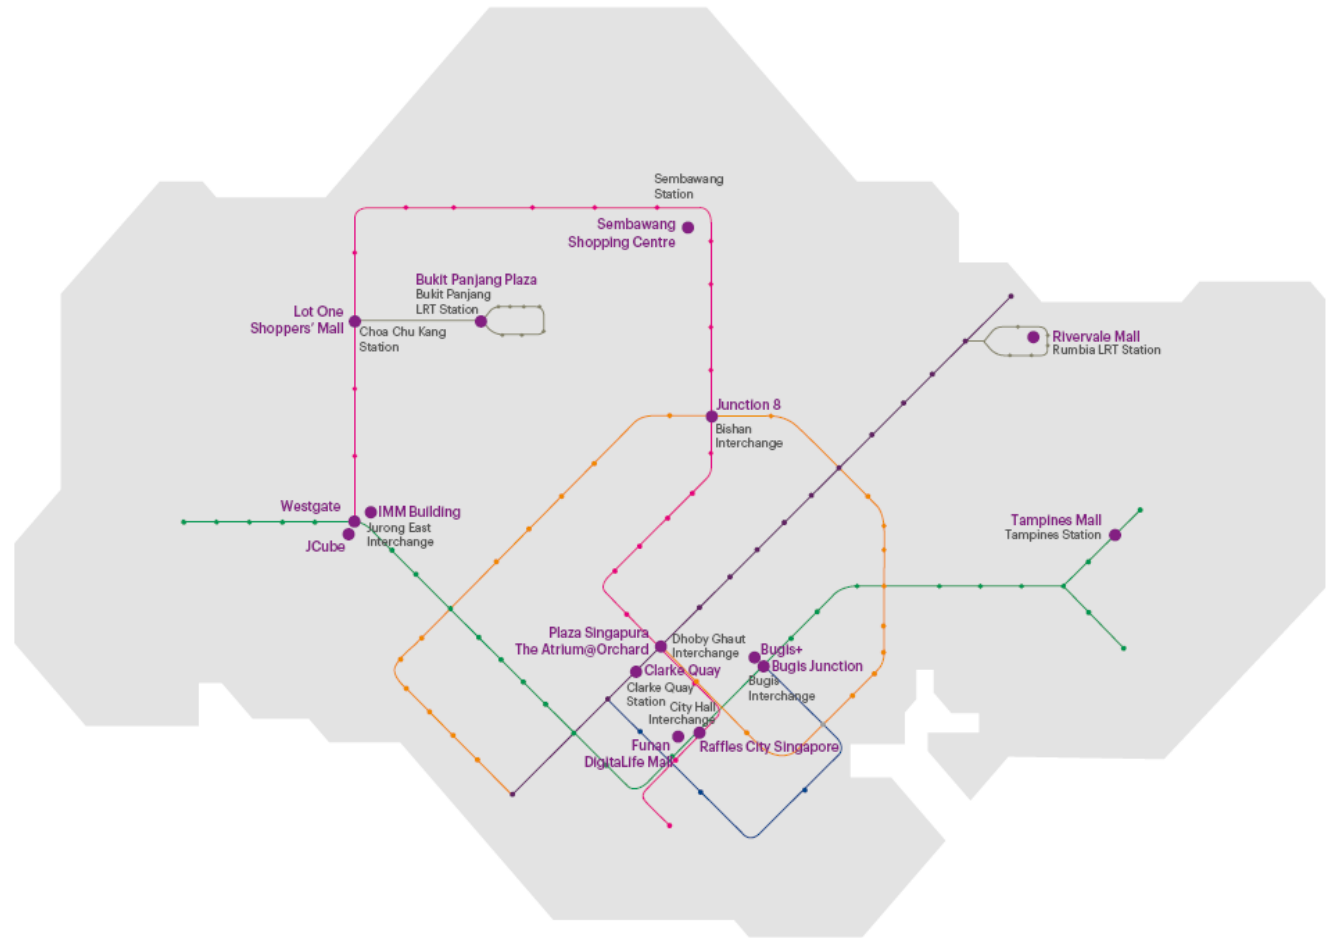 Sembawang
Station
Sembawang
Shopping Centre
Bukit Panjang Plaza
Bukit Panjang
LRT Station
Lot One
Shoppers' Mall
Choa Chu Kang
Station
Rivervale Mall
Rumbia LRT Station
Junction 8
Bishan
Interchange
Westgate
IMM Building
Jurong East
Interchange
JCube
Tampines Mall
Tampines Station
Plaza Singapura
The Atrium@Orchard
Dhoby Ghaut
Interchange
Bugis+
Bugis Junction
Bugis
Interchange
Clarke Quay
Clarke Quay
Station
City Hall
Interchange
Funan
DigitaLife Mall
Raffles City Singapore